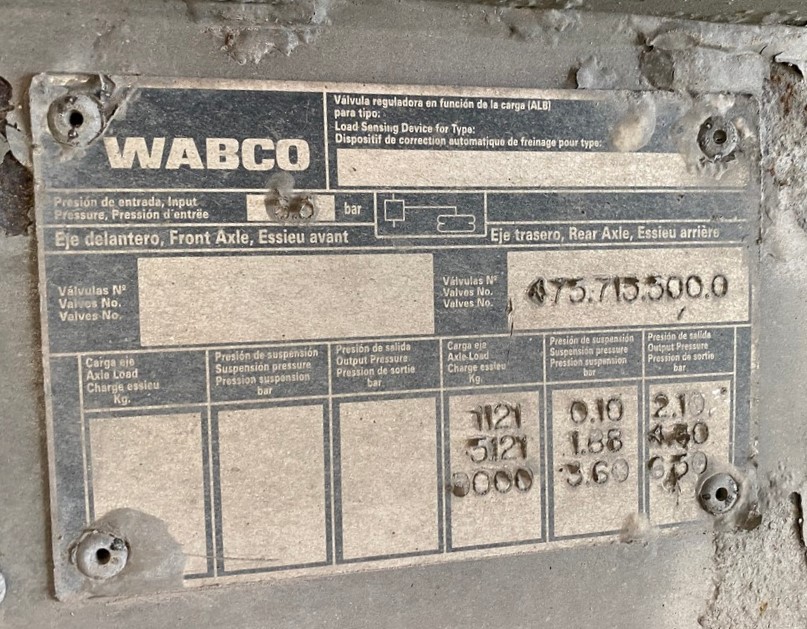 WABCO
Válvula reguladora en función de la carga (ALB)
para tipo:
Load Sensing Device for Type:
Dispositif de correction automatique de freinage pour type:
Presión de entrada, Input
Pressure, Pression d'entrée
bar
Eje delantero, Front Axle, Essieu avant
Eje trasero, Rear Axle, Essieu arrière
Válvulas Nº
Valves No.
Valves No.
Válvulas Nº
Valves No.
Valves No.
475.715.500.0
Carga eje
Axle Load
Charge essieu
Kg.
Presión de suspensión
Suspension pressure
Pression suspension
bar
Presión de salida
Output Pressure
Pression de sortie
bar
Carga eje
Axle Load
Charge essieu
Kg.
Presión de suspensión
Suspension pressure
Pression suspension
bar
Presión de salida
Output Pressure
Pression de sortie
bar
1121 0.10 2.10
5121 1.88 4.30
3.60 6.50